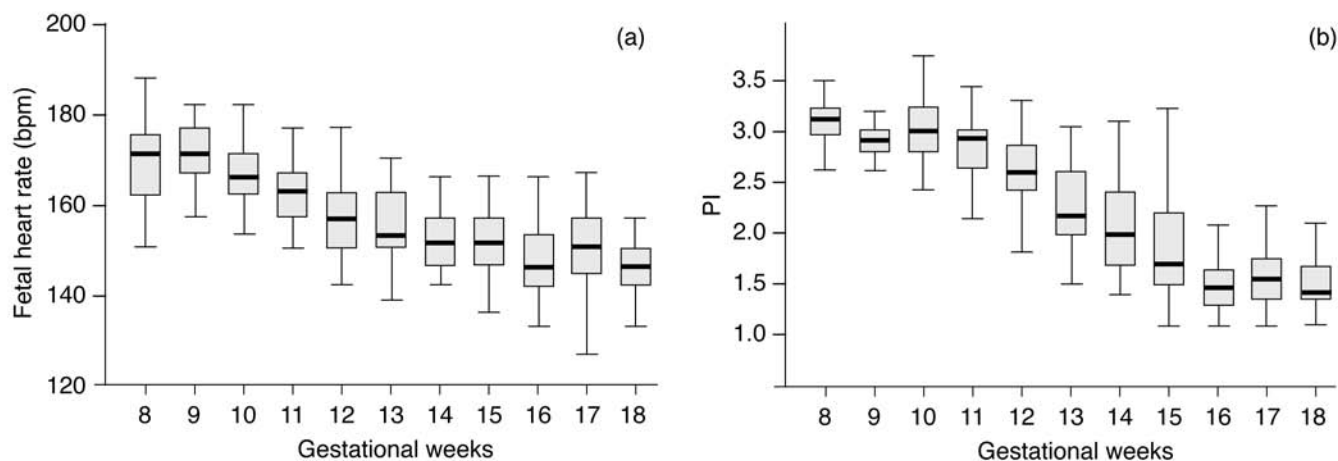 200
180
160
140
120
Fetal heart rate (bpm)
(a)
8 9 10 11 12 13 14 15 16 17 18
Gestational weeks
3.5
3.0
2.5
2.0
1.5
1.0
PI
(b)
8 9 10 11 12 13 14 15 16 17 18
Gestational weeks